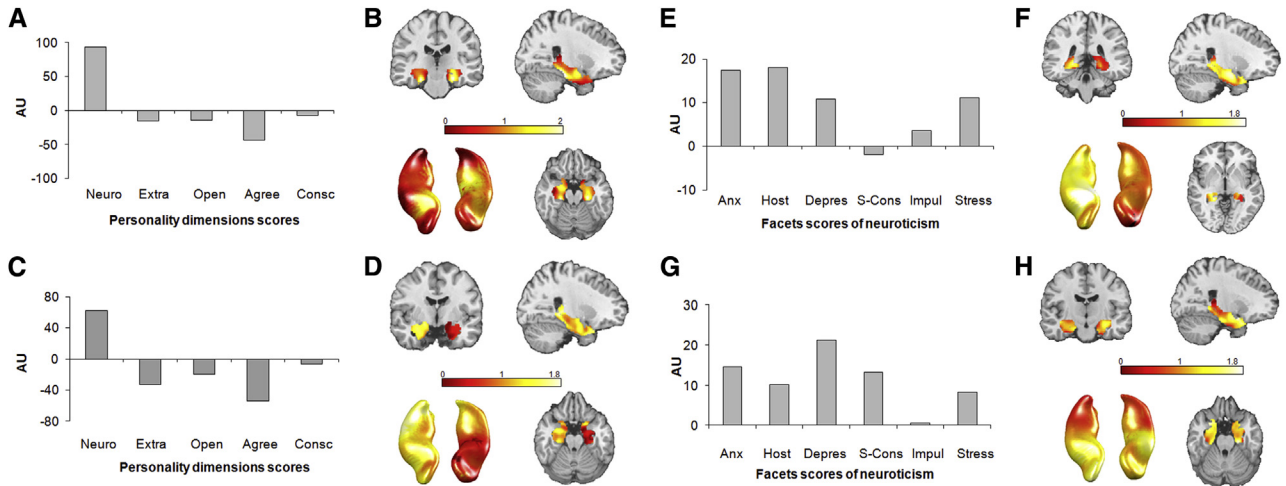 A
100
50
0
-50
-100
AU
Neuro Extra Open Agree Consc
Personality dimensions scores
B
0 1 2
C
80
40
0
-40
-80
AU
Neuro Extra Open Agree Consc
Personality dimensions scores
D
0 1 1.8
E
20
10
0
-10
AU
Anx Host Depres S-Cons Impul Stress
Facets scores of neuroticism
F
0 1 1.8
G
30
20
10
0
AU
Anx Host Depres S-Cons Impul Stress
Facets scores of neuroticism
H
0 1 1.8